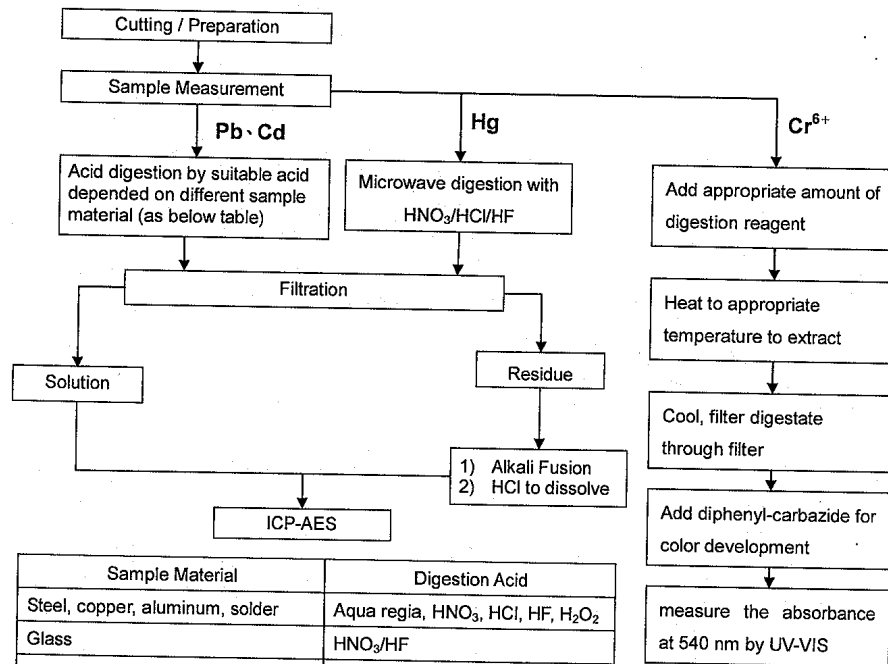 Cutting / Preparation
Sample Measurement
Pb、Cd
Hg
Cr⁶⁺
Acid digestion by suitable acid
depended on different sample
material (as below table)
Microwave digestion with
HNO₃/HCl/HF
Add appropriate amount of
digestion reagent
Filtration
Heat to appropriate
temperature to extract
Solution
Residue
Cool, filter digestate
through filter
1) Alkali Fusion
2) HCl to dissolve
ICP-AES
Add diphenyl-carbazide for
color development
measure the absorbance
at 540 nm by UV-VIS
Sample Material Digestion Acid
Steel, copper, aluminum, solder Aqua regia, HNO₃, HCl, HF, H₂O₂
Glass HNO₃/HF